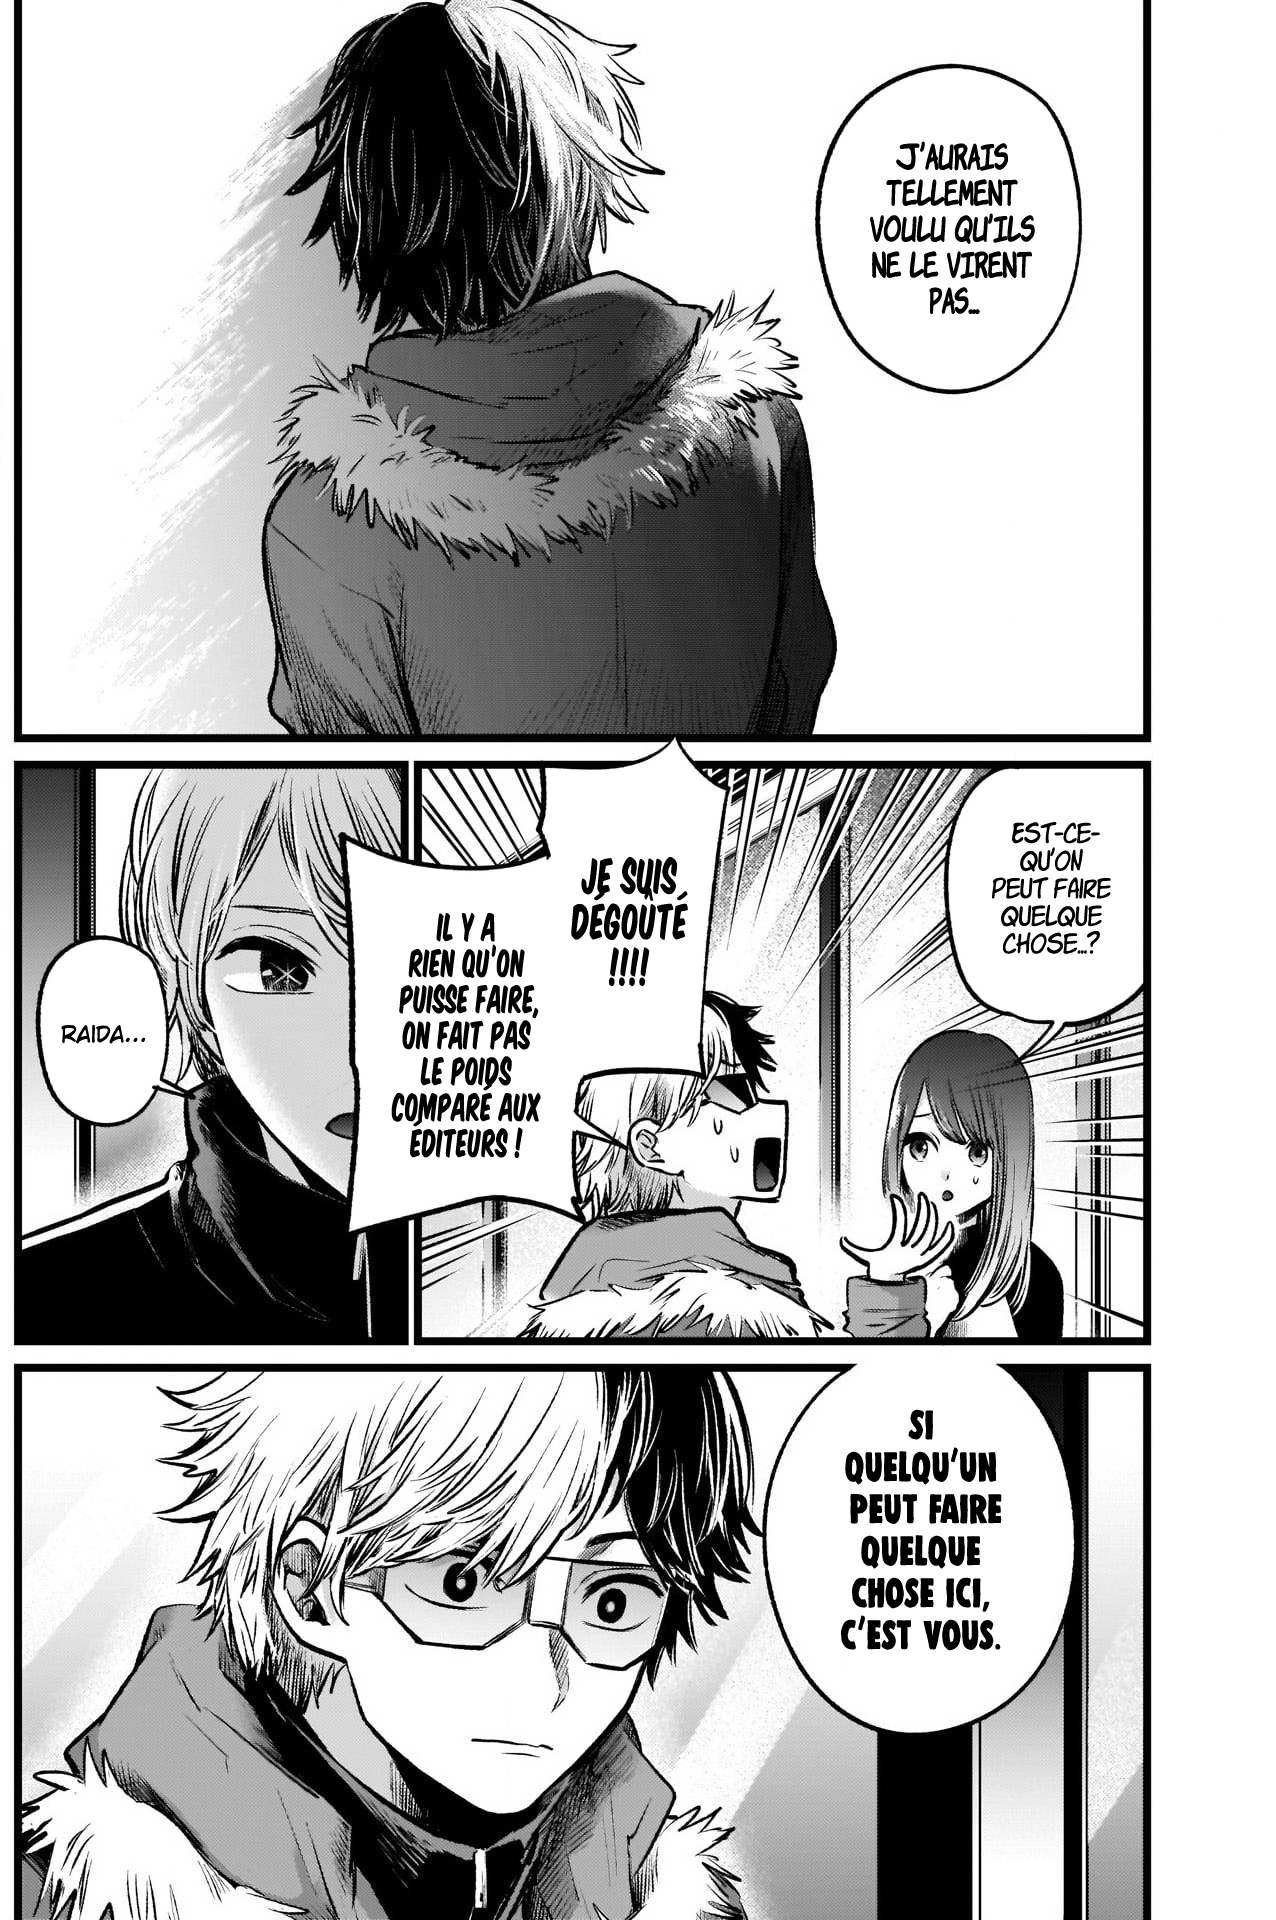 J'AURAIS
TELLEMENT
VOULU QU'ILS
NE LE VIRENT
PAS...
EST-CE-
QU'ON
PEUT FAIRE
QUELQUE
CHOSE...?
JE SUIS
DÉGOÛTÉ
!!!!
IL Y A
RIEN QU'ON
PUISSE FAIRE,
ON FAIT PAS
LE POIDS
COMPARÉ AUX
ÉDITEURS !
RAIDA...
SI
QUELQU'UN
PEUT FAIRE
QUELQUE
CHOSE ICI,
C'EST VOUS.